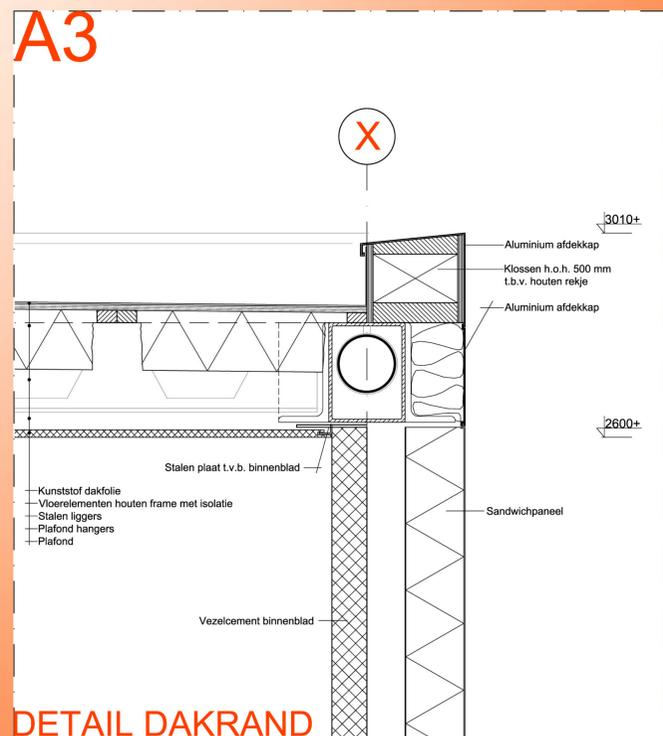 A3
X
3010+
Aluminium afdekkap
Klossen h.o.h. 500 mm
t.b.v. houten rekje
Aluminium afdekkap
2600+
Stalen plaat t.v.b. binnenblad
Kunststof dakfolie
Vloerelementen houten frame met isolatie
Stalen liggers
Plafond hangers
Plafond
Sandwichpaneel
Vezelcement binnenblad
DETAIL DAKRAND